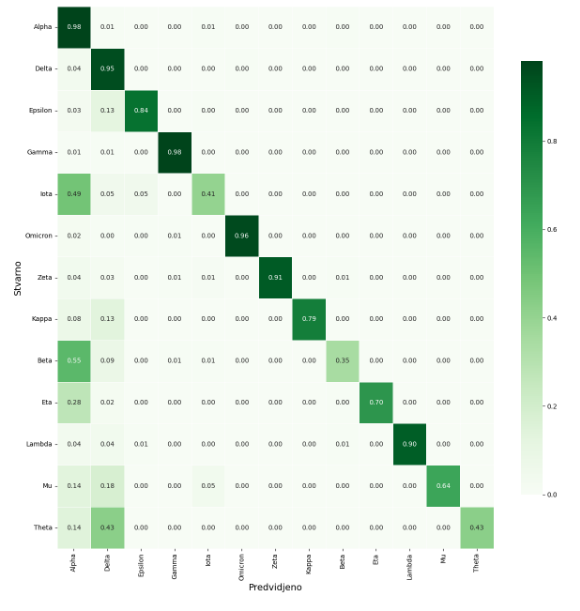 Stvarno
Alpha 0.98 0.01 0.00 0.00 0.01 0.00 0.00 0.00 0.00 0.00 0.00 0.00 0.00
Delta 0.04 0.95 0.00 0.00 0.00 0.00 0.00 0.00 0.00 0.00 0.00 0.00 0.00
Epsilon 0.03 0.13 0.84 0.00 0.00 0.00 0.00 0.00 0.00 0.00 0.00 0.00 0.00
Gamma 0.01 0.01 0.00 0.98 0.00 0.00 0.00 0.00 0.00 0.00 0.00 0.00 0.00
Iota 0.49 0.05 0.05 0.00 0.41 0.00 0.00 0.00 0.00 0.00 0.00 0.00 0.00
Omicron 0.02 0.00 0.00 0.01 0.00 0.96 0.00 0.00 0.00 0.00 0.00 0.00 0.00
Zeta 0.04 0.03 0.00 0.01 0.01 0.00 0.91 0.00 0.01 0.00 0.00 0.00 0.00
Kappa 0.08 0.13 0.00 0.00 0.00 0.00 0.00 0.79 0.00 0.00 0.00 0.00 0.00
Beta 0.55 0.09 0.00 0.01 0.01 0.00 0.00 0.00 0.35 0.00 0.00 0.00 0.00
Eta 0.28 0.02 0.00 0.00 0.00 0.00 0.00 0.00 0.00 0.70 0.00 0.00 0.00
Lambda 0.04 0.04 0.01 0.00 0.00 0.00 0.00 0.00 0.01 0.00 0.90 0.00 0.00
Mu 0.14 0.18 0.00 0.00 0.05 0.00 0.00 0.00 0.00 0.00 0.00 0.64 0.00
Theta 0.14 0.43 0.00 0.00 0.00 0.00 0.00 0.00 0.00 0.00 0.00 0.00 0.43
Alpha Delta Epsilon Gamma Iota Omicron Zeta Kappa Beta Eta Lambda Mu Theta
Predvidjeno
0.8
0.6
0.4
0.2
0.0